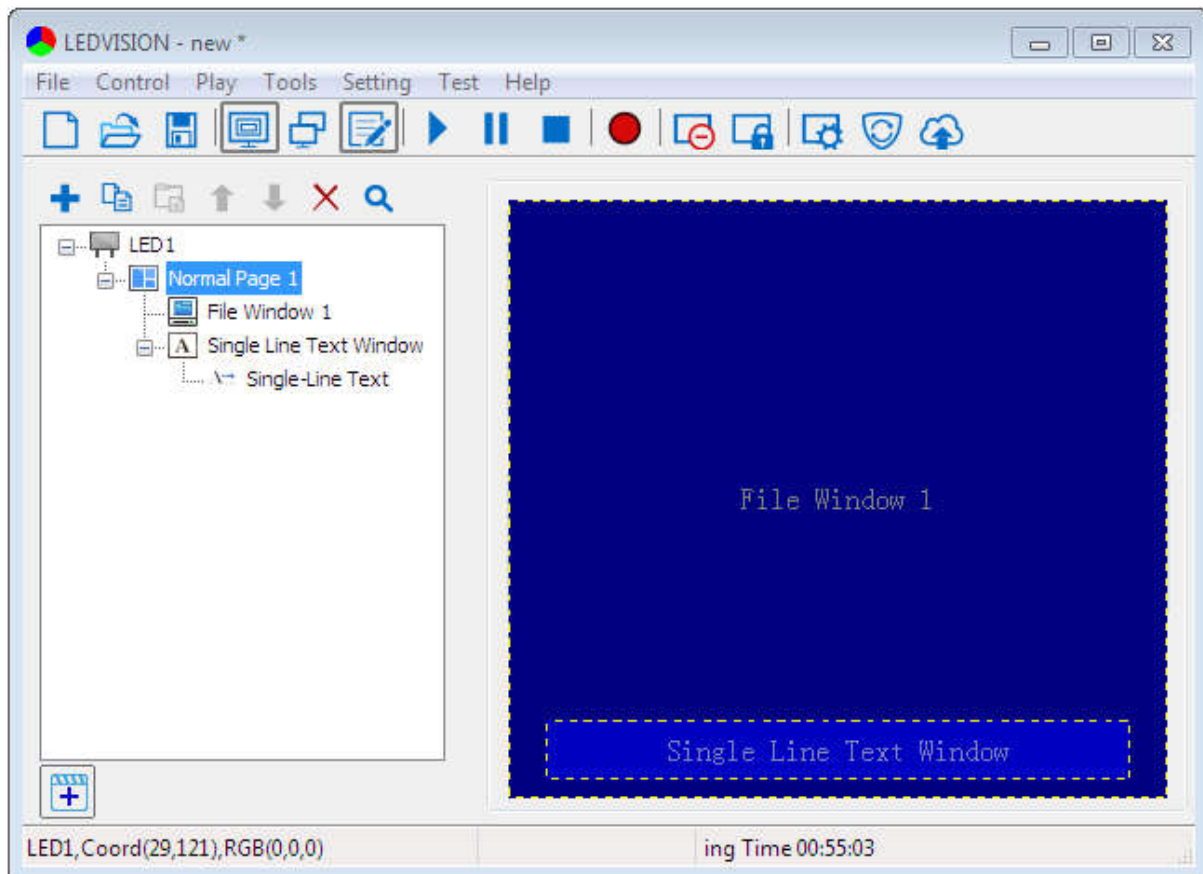 LEDVISION - new *
File Control Play Tools Setting Test Help
LED1
Normal Page 1
File Window 1
A Single Line Text Window
A Single-Line Text
File Window 1
Single Line Text Window
LED1,Coord(29,121),RGB(0,0,0)
ing Time 00:55:03